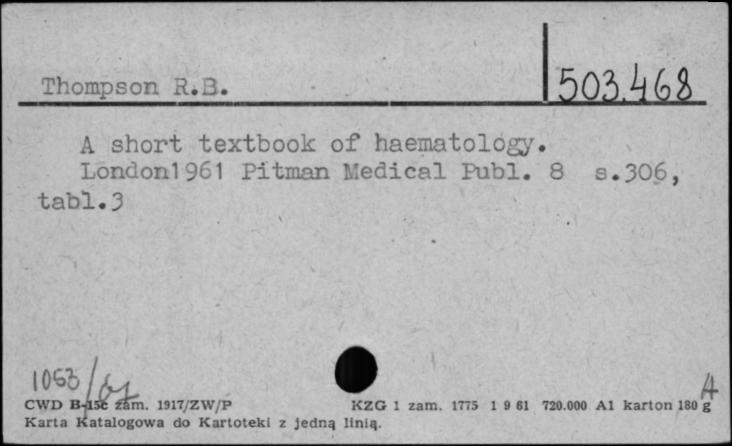 Thompson R.B. 503.468
A short textbook of haematology.
London1961 Pitman Medical Publ. 8 s.306,
tabl.3
1053/61 A
CWD B-15c zam. 1917/ZW/P KZG 1 zam. 1775 1 9 61 720.000 A1 karton 180 g
Karta Katalogowa do Kartoteki z jedną linią.